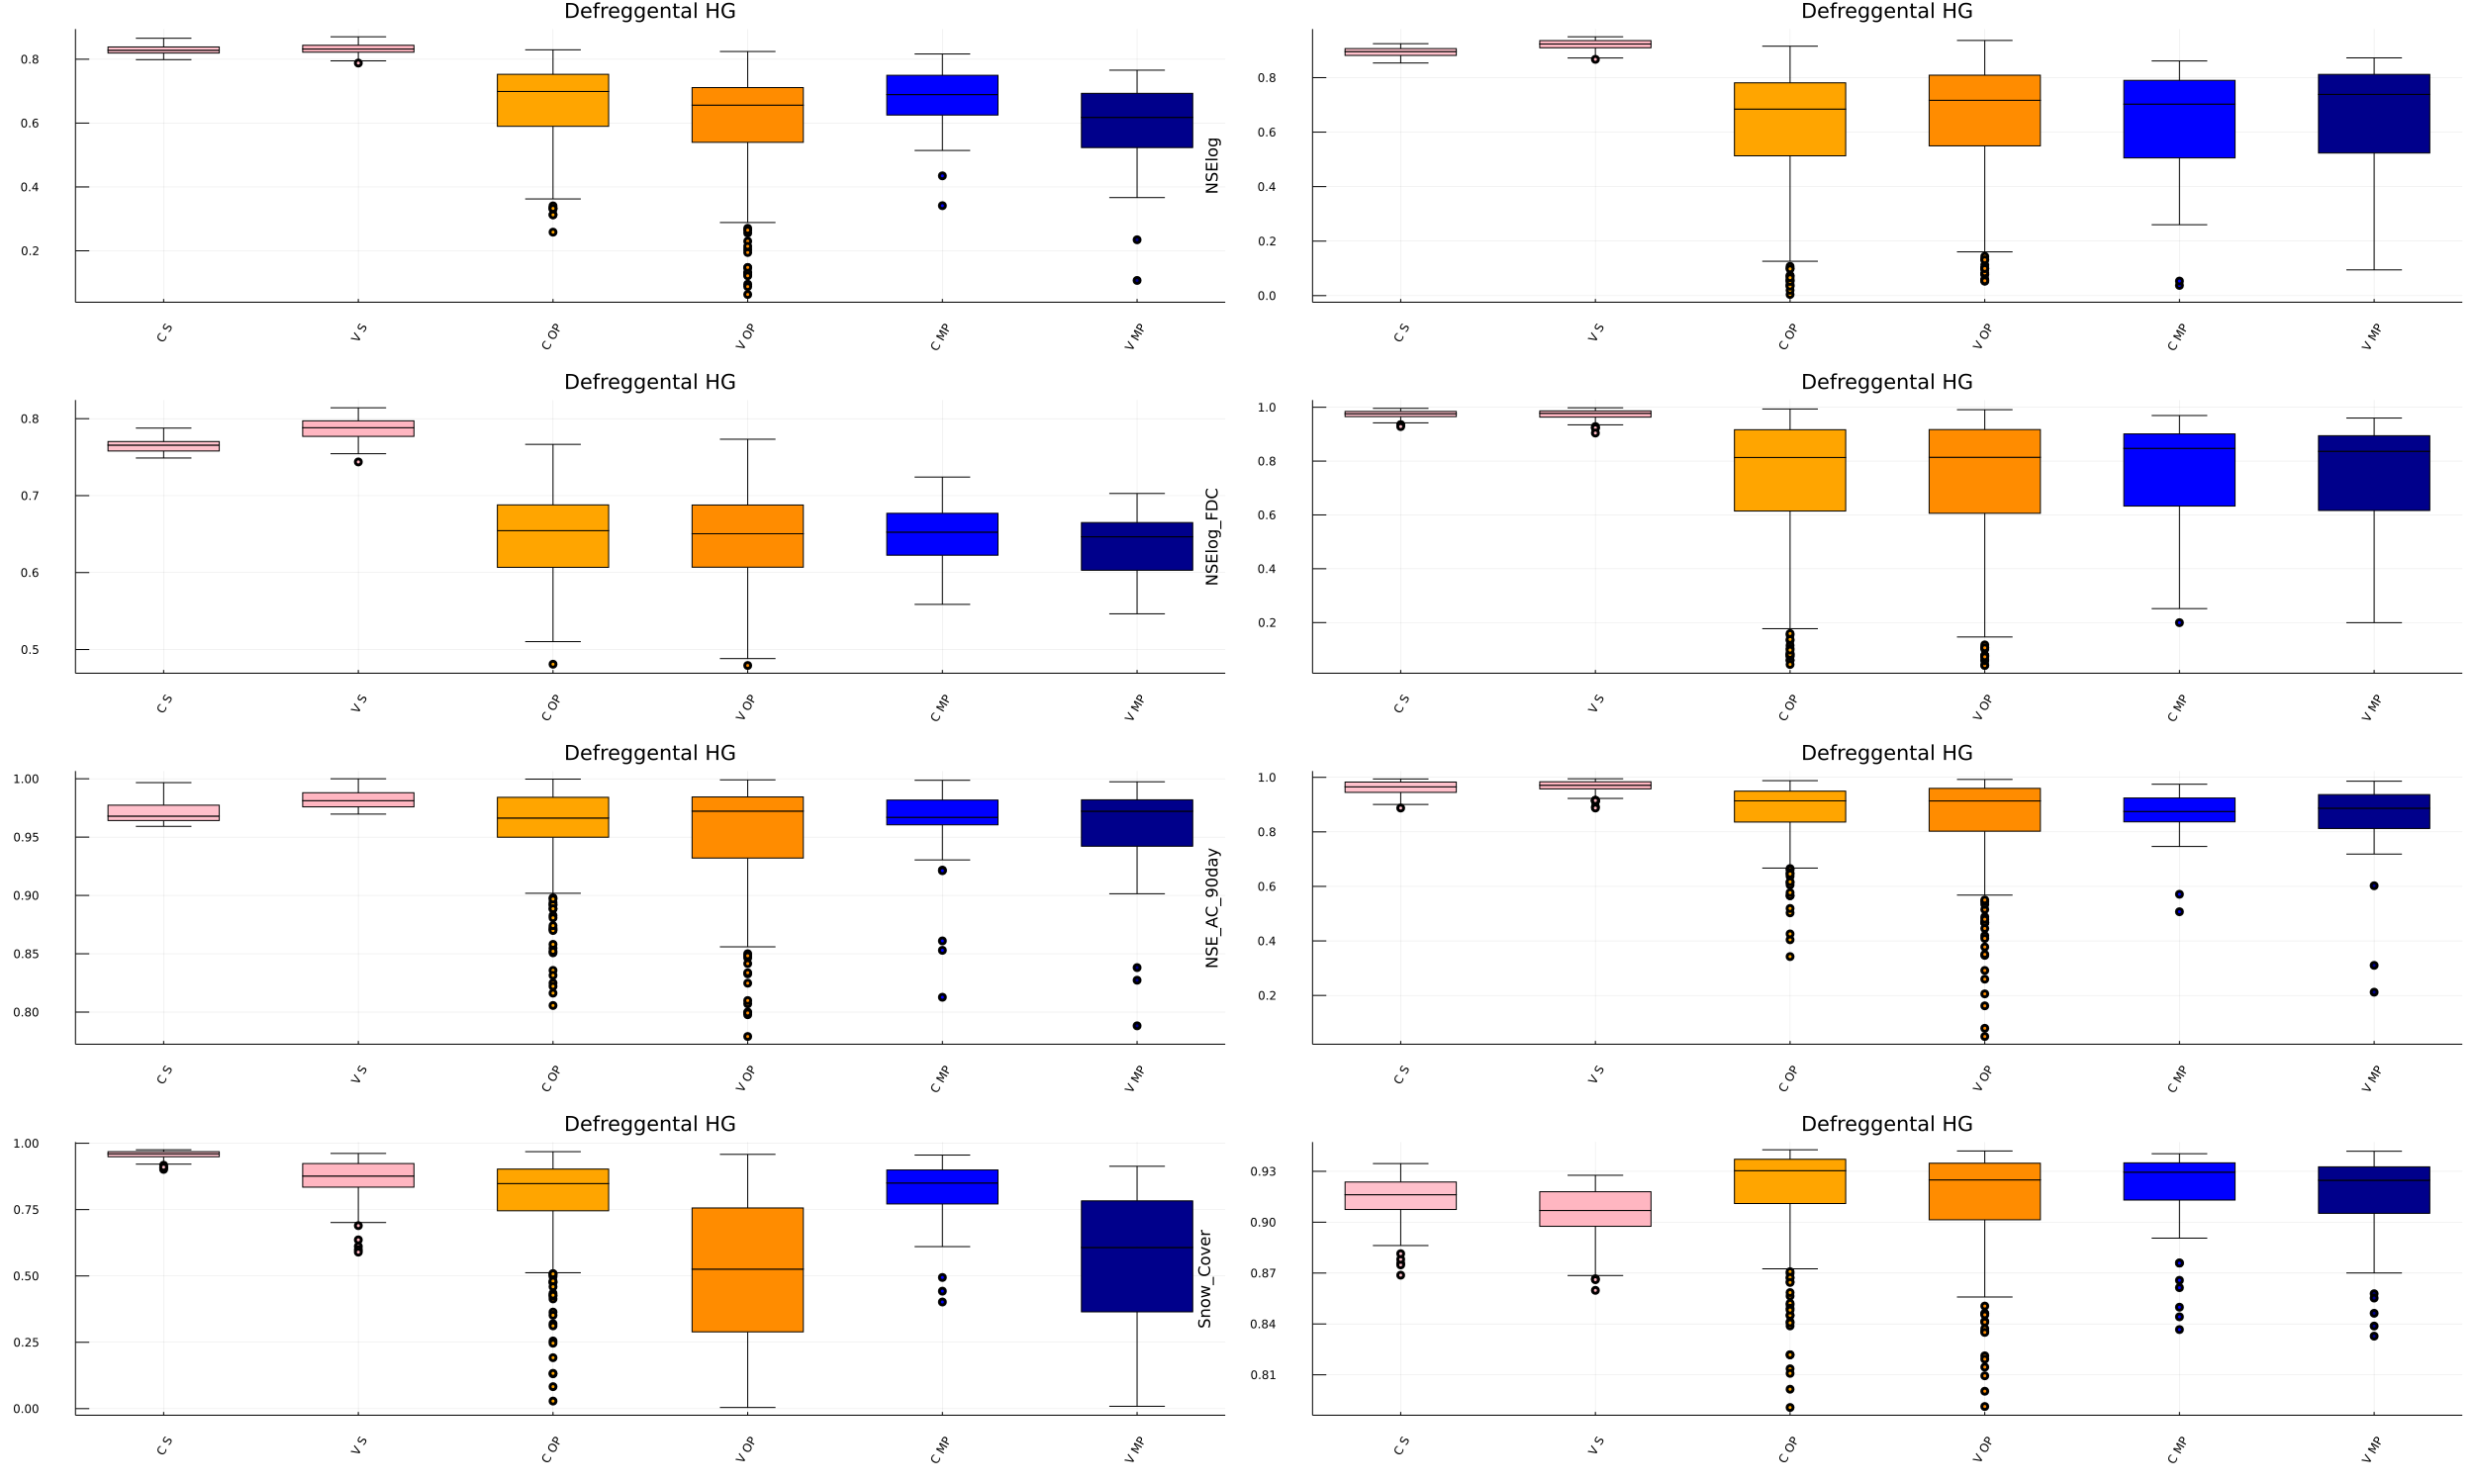 Defreggental HG
0.8
0.6
0.4
0.2
C S
V S
C OP
V OP
C MP
V MP
Defreggental HG
NSElog
0.8
0.6
0.4
0.2
0.0
C S
V S
C OP
V OP
C MP
V MP
Defreggental HG
0.8
0.7
0.6
0.5
C S
V S
C OP
V OP
C MP
V MP
Defreggental HG
NSElog_FDC
1.0
0.8
0.6
0.4
0.2
C S
V S
C OP
V OP
C MP
V MP
Defreggental HG
1.00
0.95
0.90
0.85
0.80
C S
V S
C OP
V OP
C MP
V MP
Defreggental HG
NSE_AC_90day
1.0
0.8
0.6
0.4
0.2
C S
V S
C OP
V OP
C MP
V MP
Defreggental HG
1.00
0.75
0.50
0.25
0.00
C S
V S
C OP
V OP
C MP
V MP
Defreggental HG
Snow_Cover
0.93
0.90
0.87
0.84
0.81
C S
V S
C OP
V OP
C MP
V MP